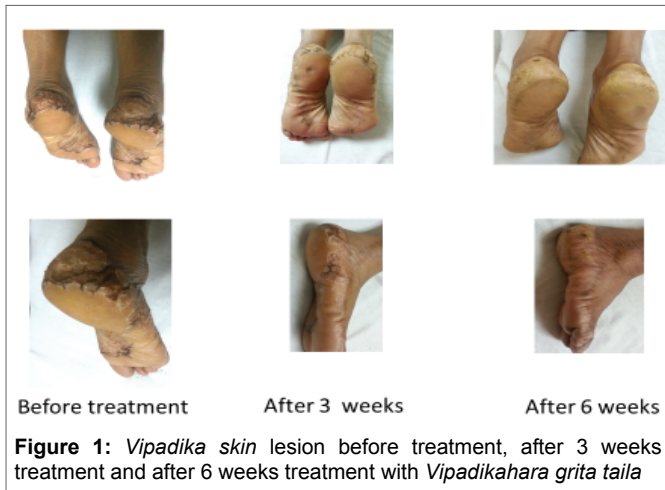 Before treatment After 3 weeks After 6 weeks
Figure 1: Vipadika skin lesion before treatment, after 3 weeks
treatment and after 6 weeks treatment with Vipadikahara grita taila